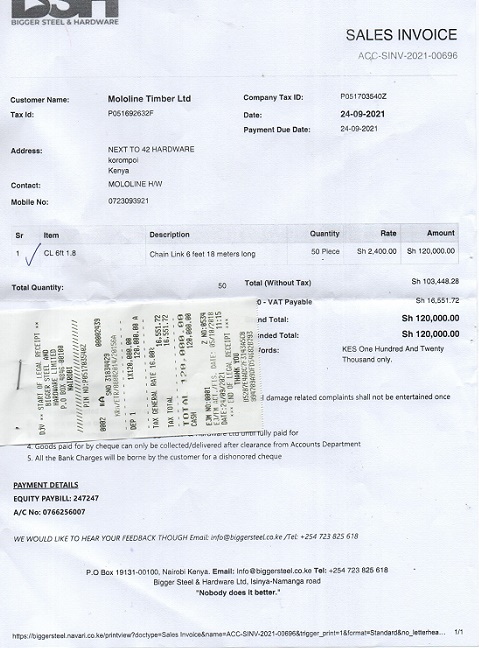 BSH
BIGGER STEEL & HARDWARE
SALES INVOICE
ACC-SINV-2021-00696
Customer Name: Mololine Timber Ltd
Tax Id: P051692632F
Company Tax ID: P051703540Z
Date: 24-09-2021
Payment Due Date: 24-09-2021
Address: NEXT TO 42 HARDWARE
korompoi
Kenya
Contact: MOLOLINE H/W
Mobile No: 0723093921
Sr Item Description Quantity Rate Amount
1 CL 6ft 1.8 Chain Link 6 feet 18 meters long 50 Piece Sh 2,400.00 Sh 120,000.00
Total Quantity: 50
Total (Without Tax) Sh 103,448.28
0 - VAT Payable Sh 16,551.72
nd Total: Sh 120,000.00
nded Total: Sh 120,000.00
ords: KES One Hundred And Twenty
Thousand only.
START OF LEGAL RECEIPT **
BIGGER STEEL AND
HARDWARE LIMITED
NAIROBI
PIN NO:P051703540Z
DEP 1
1X120,000.00
120,000.00 A
TAX GENERAL RATE 16.00% 16,551.72
TAX TOTAL 16,551.72
TOTAL 120,000.00
CASH 120,000.00
DATE:24/09/2021 11:15
** END OF LEGAL RECEIPT **
THANK YOU
d damage related complaints shall not be entertained once
fully paid for
4. Goods paid for by cheque can only be collected/delivered after clearance from Accounts Department
5. All the Bank Charges will be borne by the customer for a dishonored cheque
PAYMENT DETAILS
EQUITY PAYBILL: 247247
A/C No: 0766256007
WE WOULD LIKE TO HEAR YOUR FEEDBACK THOUGH Email: info@biggersteel.co.ke /Tel: +254 723 825 618
P.O Box 19131-00100, Nairobi Kenya. Email: Info@biggersteel.co.ke Tel: +254 723 825 618
Bigger Steel & Hardware Ltd, Isinya-Namanga road
"Nobody does it better."
https://biggersteel.navari.co.ke/printview?doctype=Sales Invoice&name=ACC-SINV-2021-00696&trigger_print=1&format=Standard&no_letterhea... 1/1